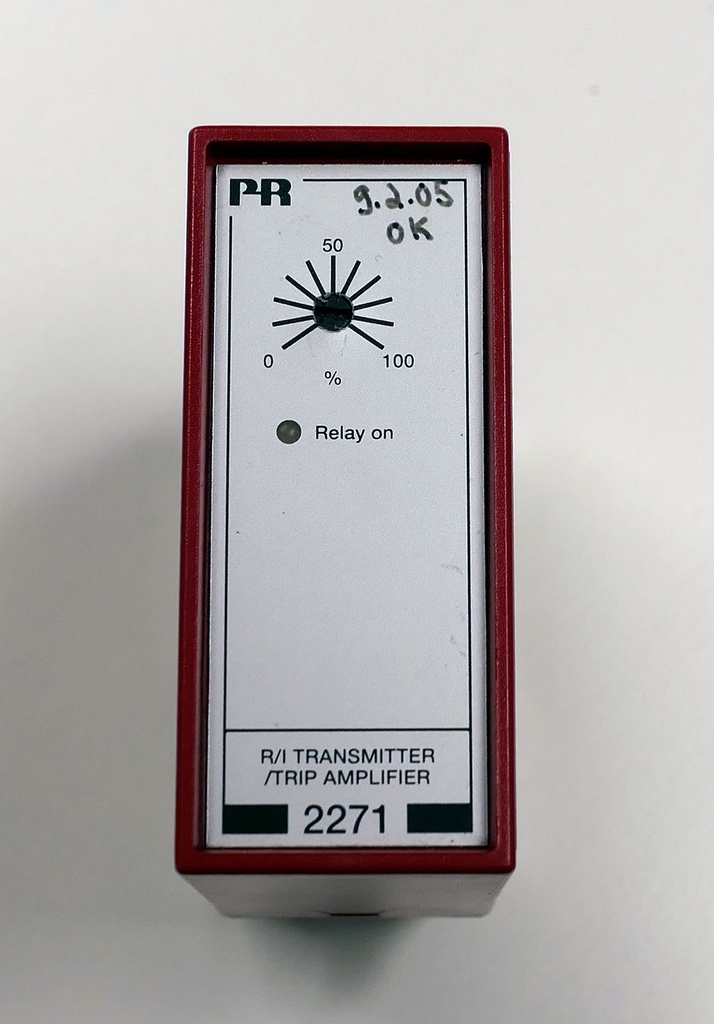 PR
9.2.05
OK
50
0
100
%
Relay on
R/I TRANSMITTER
/TRIP AMPLIFIER
2271